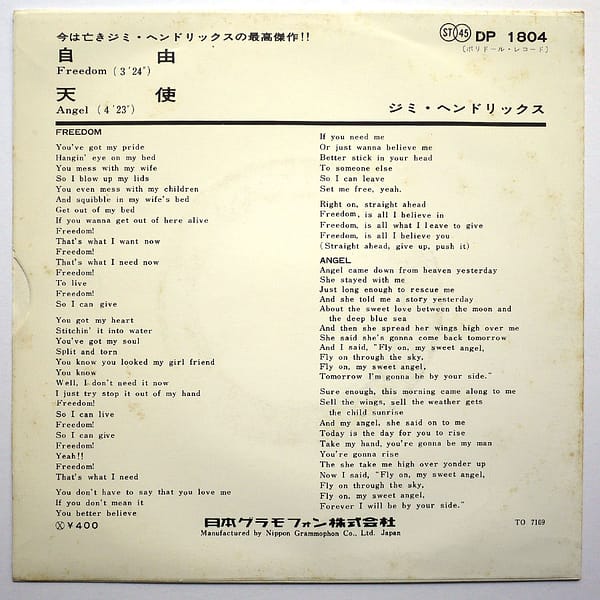 今は亡きジミ・ヘンドリックスの最高傑作!!
自由
Freedom (3´24″)
天使
Angel (4´23″)
ST 45 DP 1804
〔ポリドール・レコード〕
ジミ・ヘンドリックス
FREEDOM
You've got my pride
Hangin' eye on my bed
You mess with my wife
So I blow up my lids
You even mess with my children
And squibble in my wife's bed
Get out of my bed
If you wanna get out of here alive
Freedom!
That's what I want now
Freedom!
That's what I need now
Freedom!
To live
Freedom!
So I can give
You got my heart
Stitchin' it into water
You've got my soul
Split and torn
You know you looked my girl friend
You know
Well, I don't need it now
I just try stop it out of my hand
Freedom!
So I can live
Freedom!
So I can give
Freedom!
Yeah!!
Freedom!
That's what I need
You don't have to say that you love me
If you don't mean it
You better believe
If you need me
Or just wanna believe me
Better stick in your head
To someone else
So I can leave
Set me free, yeah.
Right on, straight ahead
Freedom, is all I believe in
Freedom, is all what I leave to give
Freedom, is all I believe you
(Straight ahead, give up, push it)
ANGEL
Angel came down from heaven yesterday
She stayed with me
Just long enough to rescue me
And she told me a story yesterday
About the sweet love between the moon and
the deep blue sea
And then she spread her wings high over me
She said she's gonna come back tomorrow
And I said, "Fly on, my sweet angel,
Fly on through the sky,
Fly on, my sweet angel,
Tomorrow I'm gonna be by your side."
Sure enough, this morning came along to me
Sell the wings, sell the weather gets
the child sunrise
And my angel, she said on to me
Today is the day for you to rise
Take my hand, you're gonna be my man
You're gonna rise
The she take me high over yonder up
Now I said, "Fly on, my sweet angel,
Fly on through the sky,
Fly on, my sweet angel,
Forever I will be by your side."
Ⓧ¥400
日本グラモフォン株式会社
Manufactured by Nippon Grammophon Co., Ltd. Japan
TO 7109